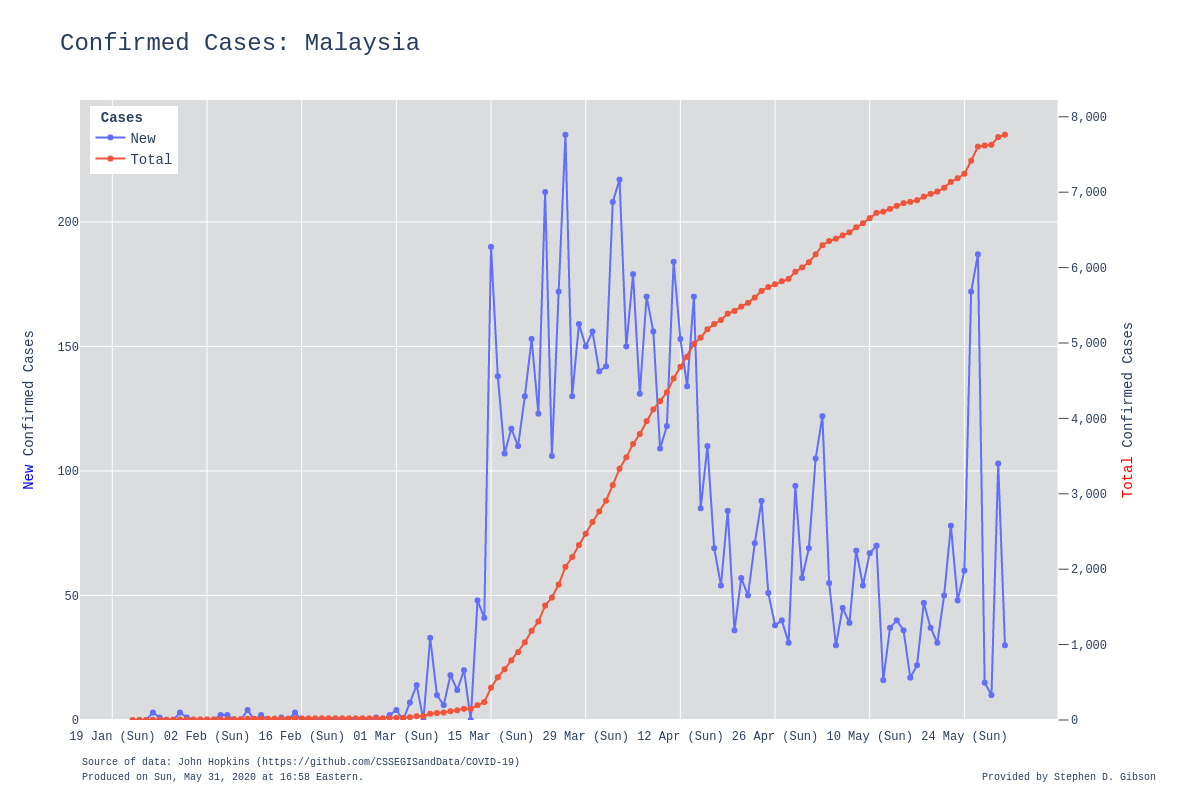 Confirmed Cases: Malaysia
Cases
New
Total
200
150
100
50
0
New Confirmed Cases
8,000
7,000
6,000
5,000
4,000
3,000
2,000
1,000
0
Total Confirmed Cases
19 Jan (Sun) 02 Feb (Sun) 16 Feb (Sun) 01 Mar (Sun) 15 Mar (Sun) 29 Mar (Sun) 12 Apr (Sun) 26 Apr (Sun) 10 May (Sun) 24 May (Sun)
Source of data: John Hopkins (https://github.com/CSSEGISandData/COVID-19)
Produced on Sun, May 31, 2020 at 16:58 Eastern.
Provided by Stephen D. Gibson